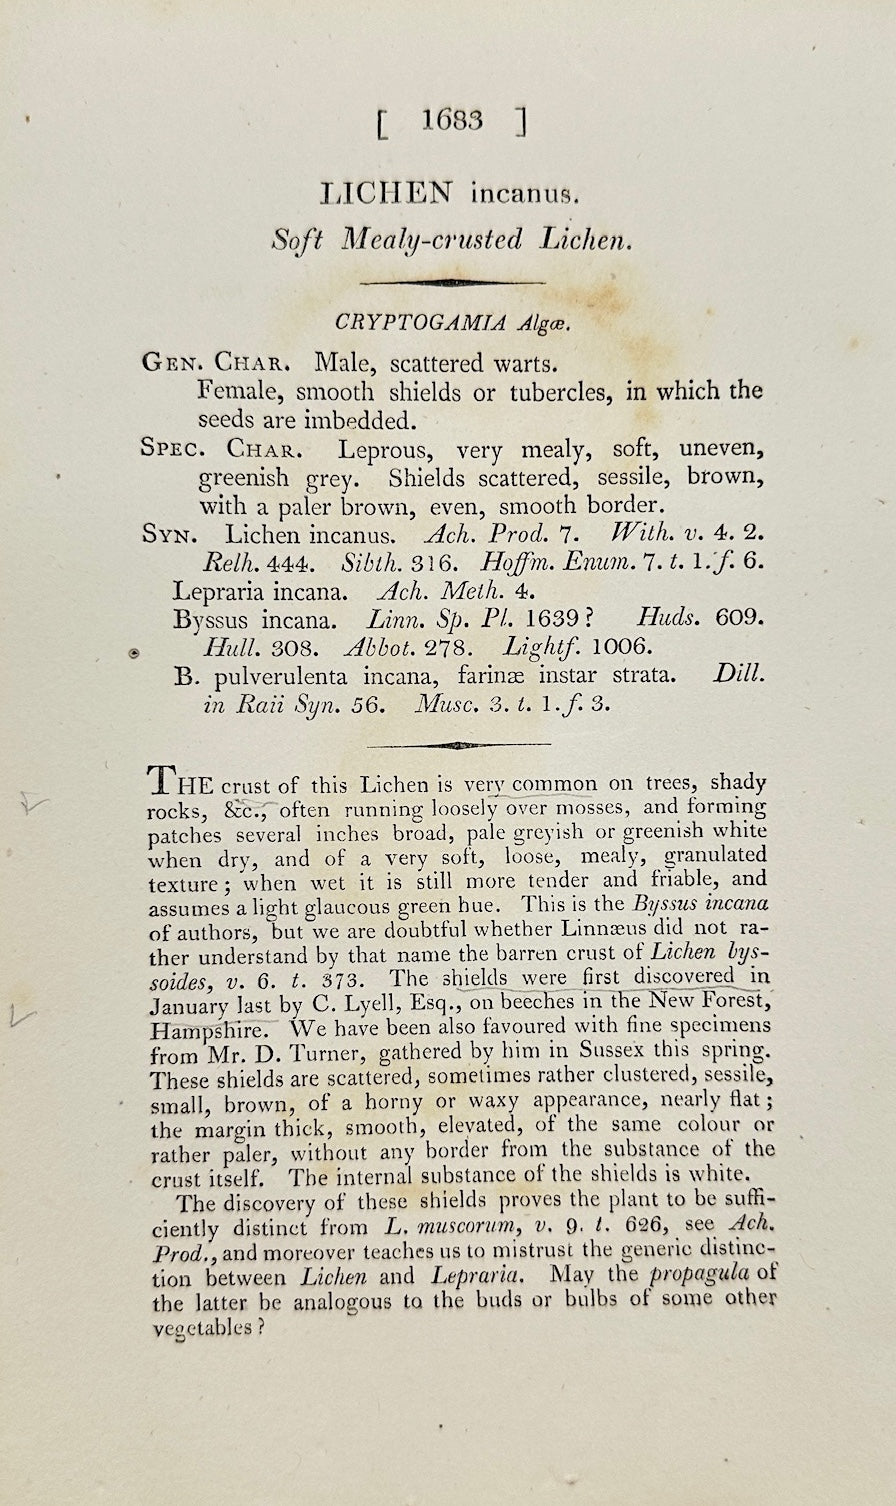 [ 1683 ]
LICHEN incanus.
Soft Mealy-crusted Lichen.
CRYPTOGAMIA Algæ.
GEN. CHAR. Male, scattered warts.
Female, smooth shields or tubercles, in which the
seeds are imbedded.
SPEC. CHAR. Leprous, very mealy, soft, uneven,
greenish grey. Shields scattered, sessile, brown,
with a paler brown, even, smooth border.
SYN. Lichen incanus. Ach. Prod. 7. With. v. 4. 2.
Relh. 444. Sibth. 316. Hoffm. Enum. 7. t. 1. f. 6.
Lepraria incana. Ach. Meth. 4.
Byssus incana. Linn. Sp. Pl. 1639? Huds. 609.
Hull. 308. Abbot. 278. Lightf. 1006.
B. pulverulenta incana, farinæ instar strata. Dill.
in Raii Syn. 56. Musc. 3. t. 1. f. 3.
THE crust of this Lichen is very common on trees, shady
rocks, &c., often running loosely over mosses, and forming
patches several inches broad, pale greyish or greenish white
when dry, and of a very soft, loose, mealy, granulated
texture; when wet it is still more tender and friable, and
assumes a light glaucous green hue. This is the Byssus incana
of authors, but we are doubtful whether Linnæus did not ra-
ther understand by that name the barren crust of Lichen bys-
soides, v. 6. t. 373. The shields were first discovered in
January last by C. Lyell, Esq., on beeches in the New Forest,
Hampshire. We have been also favoured with fine specimens
from Mr. D. Turner, gathered by him in Sussex this spring.
These shields are scattered, sometimes rather clustered, sessile,
small, brown, of a horny or waxy appearance, nearly flat;
the margin thick, smooth, elevated, of the same colour or
rather paler, without any border from the substance of the
crust itself. The internal substance of the shields is white.
The discovery of these shields proves the plant to be suffi-
ciently distinct from L. muscorum, v. 9. t. 626, see Ach.
Prod., and moreover teaches us to mistrust the generic distinc-
tion between Lichen and Lepraria. May the propagula of
the latter be analogous to the buds or bulbs of some other
vegetables?